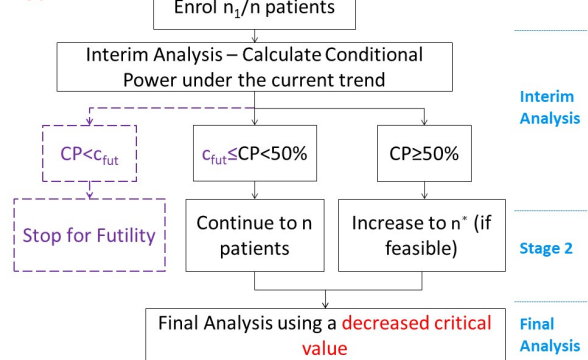 Enrol n₁/n patients
Interim Analysis – Calculate Conditional
Power under the current trend
Interim
Analysis
CP<c_fut
c_fut≤CP<50%
CP≥50%
Stop for Futility
Continue to n
patients
Increase to n* (if
feasible)
Stage 2
Final Analysis using a decreased critical
value
Final
Analysis